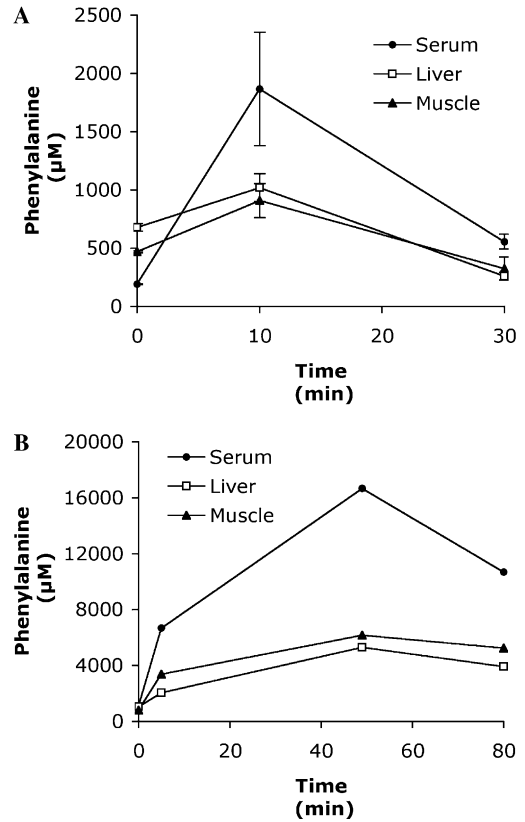 A
Phenylalanine
(μM)
2500
2000
1500
1000
500
0
Serum
Liver
Muscle
0
10
20
30
Time
(min)
B
Phenylalanine
(μM)
20000
16000
12000
8000
4000
0
Serum
Liver
Muscle
0
20
40
60
80
Time
(min)